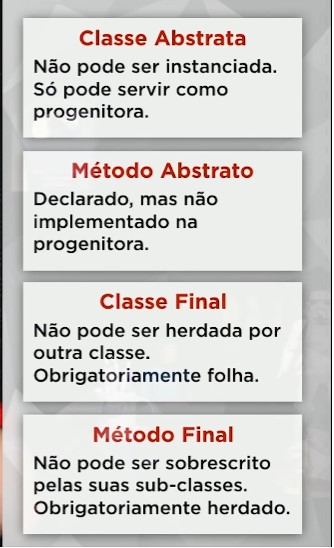 Classe Abstrata
Não pode ser instanciada.
Só pode servir como
progenitora.
Método Abstrato
Declarado, mas não
implementado na
progenitora.
Classe Final
Não pode ser herdada por
outra classe.
Obrigatoriamente folha.
Método Final
Não pode ser sobrescrito
pelas suas sub-classes.
Obrigatoriamente herdado.